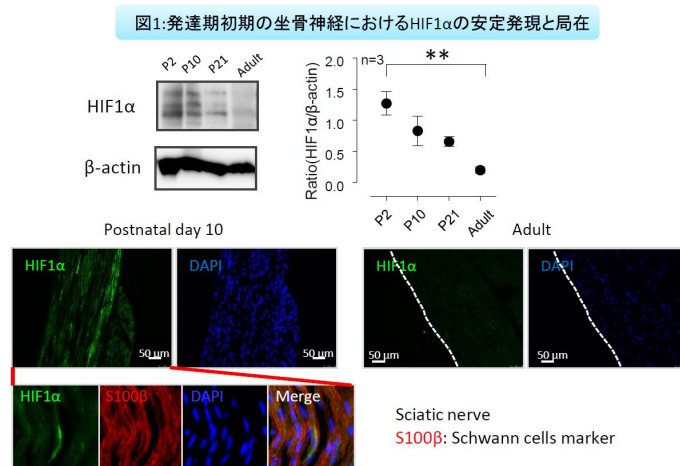 図1:発達期初期の坐骨神経におけるHIF1αの安定発現と局在
P2 P10 P21 Adult
HIF1α
β-actin
n=3
**
Ratio(HIF1α/β-actin)
2.0
1.5
1.0
0.5
0.0
P2 P10 P21 Adult
Postnatal day 10
Adult
HIF1α
50 μm
DAPI
50 μm
HIF1α
50 μm
DAPI
50 μm
HIF1α
S100β
DAPI
Merge
Sciatic nerve
S100β: Schwann cells marker